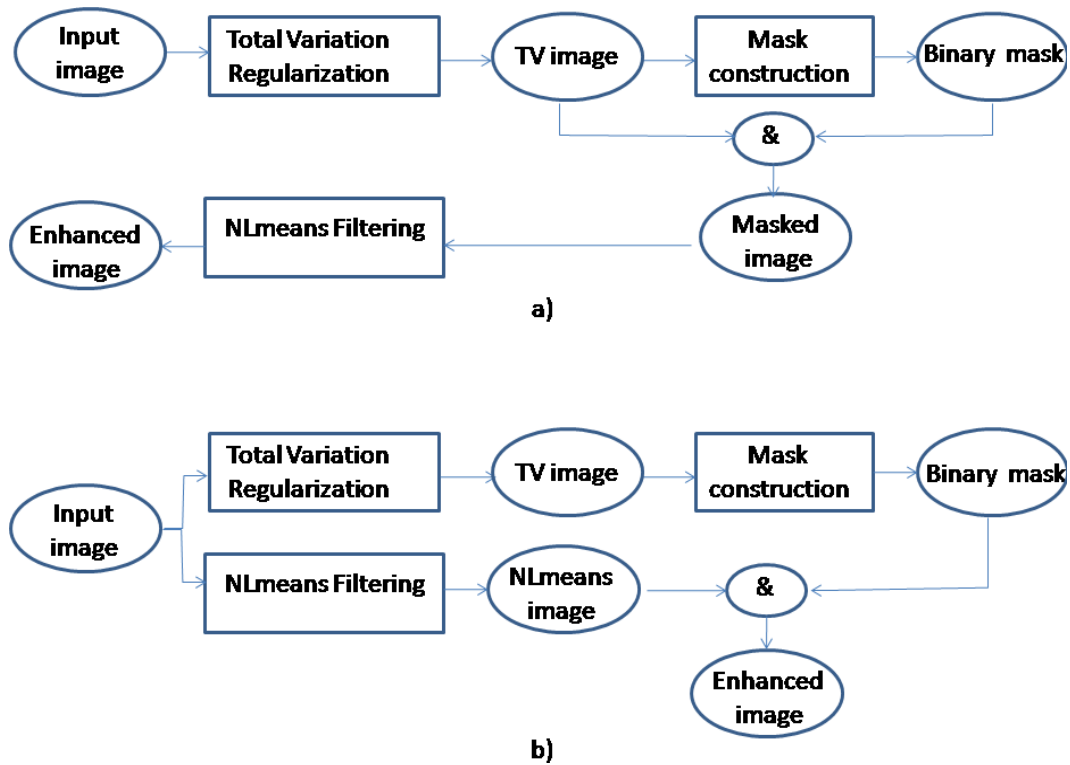 Input
image
Total Variation
Regularization
TV image
Mask
construction
Binary mask
&
Enhanced
image
NLmeans Filtering
Masked
image
a)
Total Variation
Regularization
TV image
Mask
construction
Binary mask
Input
image
NLmeans Filtering
NLmeans
image
&
Enhanced
image
b)